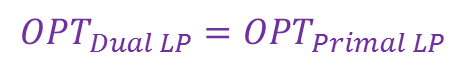 OPT_{Dual LP} = OPT_{Primal LP}